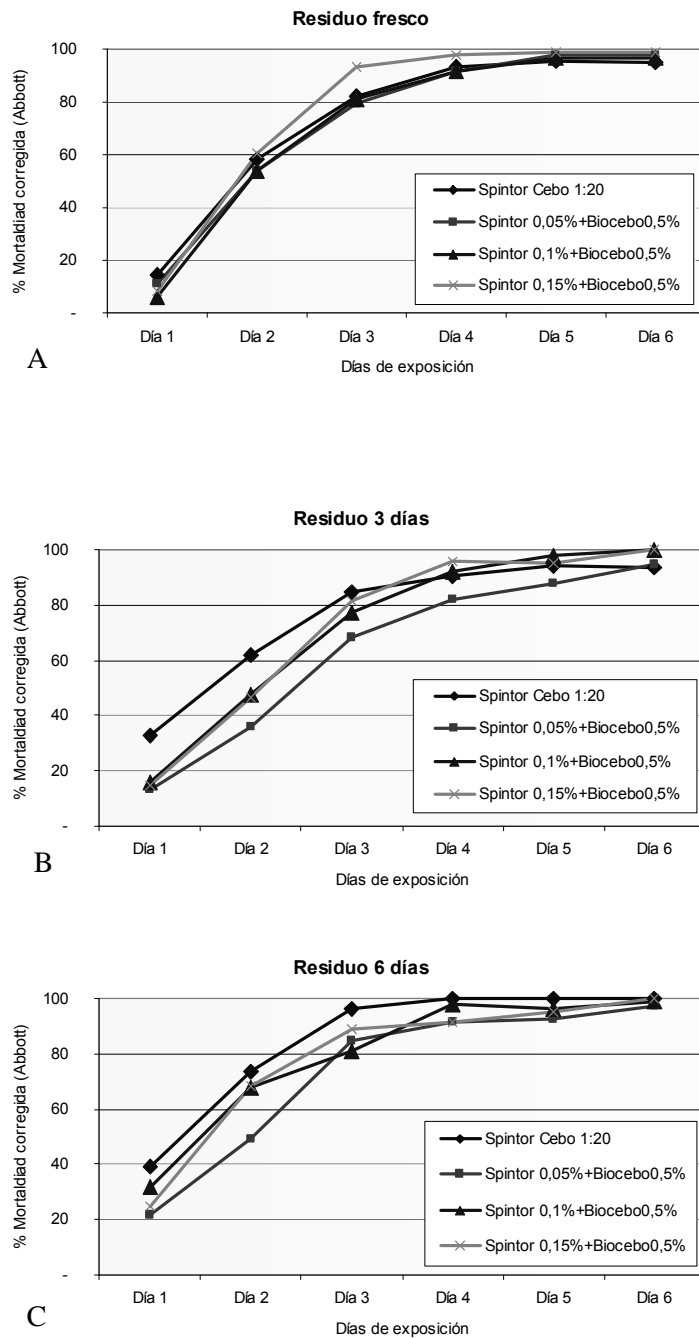 Residuo fresco
% Mortaldiad corregida (Abbott)
100
80
60
40
20
-
Spintor Cebo 1:20
Spintor 0,05%+Biocebo0,5%
Spintor 0,1%+Biocebo0,5%
Spintor 0,15%+Biocebo0,5%
Día 1 Día 2 Día 3 Día 4 Día 5 Día 6
Días de exposición
A
Residuo 3 días
% Mortaldiad corregida (Abbott)
100
80
60
40
20
-
Spintor Cebo 1:20
Spintor 0,05%+Biocebo0,5%
Spintor 0,1%+Biocebo0,5%
Spintor 0,15%+Biocebo0,5%
Día 1 Día 2 Día 3 Día 4 Día 5 Día 6
Días de exposición
B
Residuo 6 días
% Mortaldiad corregida (Abbott)
100
80
60
40
20
-
Spintor Cebo 1:20
Spintor 0,05%+Biocebo0,5%
Spintor 0,1%+Biocebo0,5%
Spintor 0,15%+Biocebo0,5%
Día 1 Día 2 Día 3 Día 4 Día 5 Día 6
Días de exposición
C